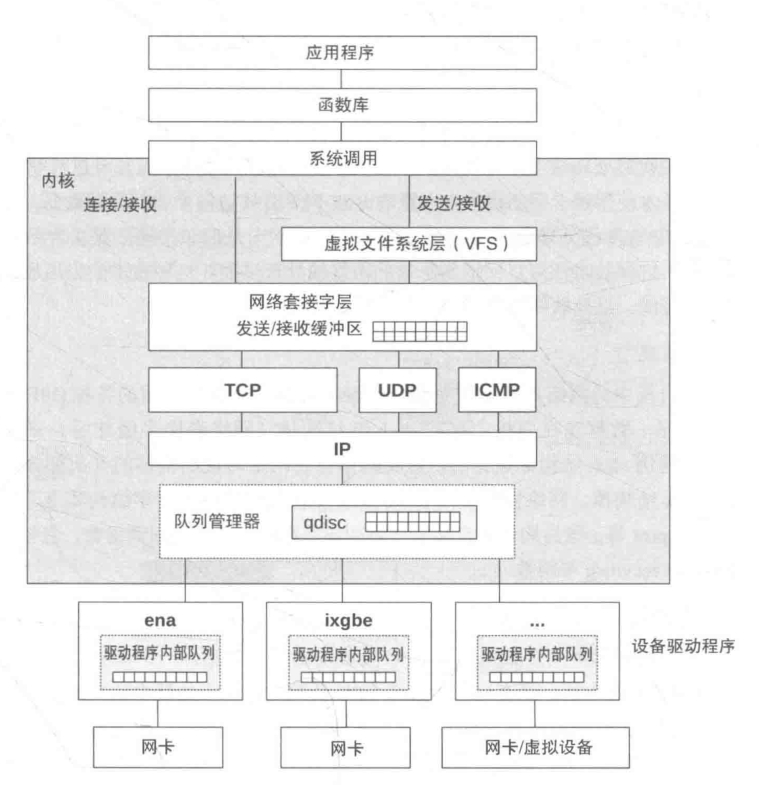 应用程序
函数库
系统调用
内核
连接/接收
发送/接收
虚拟文件系统层（VFS）
网络套接字层
发送/接收缓冲区
TCP
UDP
ICMP
IP
队列管理器
qdisc
ena
ixgbe
...
驱动程序内部队列
驱动程序内部队列
驱动程序内部队列
设备驱动程序
网卡
网卡
网卡/虚拟设备